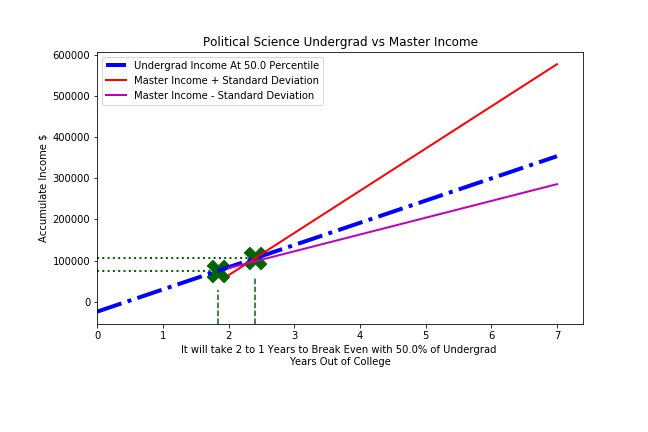 Political Science Undergrad vs Master Income
600000
500000
400000
300000
200000
100000
0
Accumulate Income $
Undergrad Income At 50.0 Percentile
Master Income + Standard Deviation
Master Income - Standard Deviation
0 1 2 3 4 5 6 7
It will take 2 to 1 Years to Break Even with 50.0% of Undergrad
Years Out of College